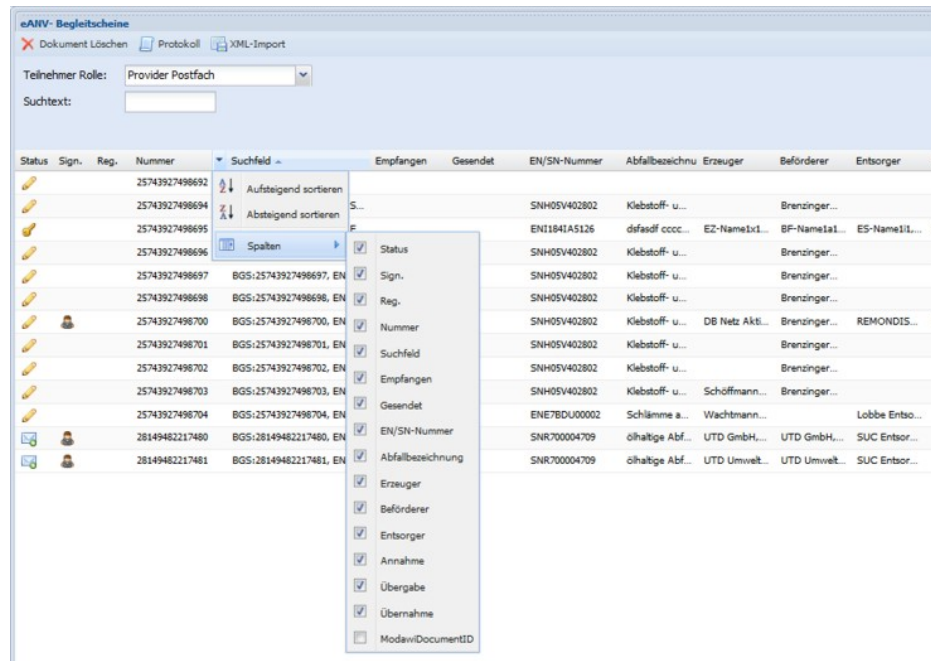 eANV- Begleitscheine
Dokument Löschen Protokoll XML-Import
Teilnehmer Rolle: Provider Postfach
Suchtext:
Status Sign. Reg. Nummer Suchfeld Empfangen Gesendet EN/SN-Nummer Abfallbezeichnu Erzeuger Beförderer Entsorger
25743927498692
Aufsteigend sortieren
25743927498694 S... SNH05V402802 Klebstoff- u... Brenzinger...
Absteigend sortieren
25743927498695 E ENI184IA5126 dsfasdf cccc... EZ-Name1x1... BF-Name1a1... ES-Name1i1,...
Spalten
25743927498696 SNH05V402802 Klebstoff- u... Brenzinger...
Status
25743927498697 BGS:25743927498697, EN SNH05V402802 Klebstoff- u... Brenzinger...
Sign.
25743927498698 BGS:25743927498698, EN SNH05V402802 Klebstoff- u... Brenzinger...
Reg.
25743927498700 BGS:25743927498700, EN SNH05V402802 Klebstoff- u... DB Netz Akti... Brenzinger... REMONDIS...
Nummer
25743927498701 BGS:25743927498701, EN SNH05V402802 Klebstoff- u... Brenzinger...
Suchfeld
25743927498702 BGS:25743927498702, EN SNH05V402802 Klebstoff- u... Brenzinger...
Empfangen
25743927498703 BGS:25743927498703, EN SNH05V402802 Klebstoff- u... Schöffmann... Brenzinger...
Gesendet
25743927498704 BGS:25743927498704, EN ENE7BDU00002 Schlämme a... Wachtmann... Lobbe Entso...
EN/SN-Nummer
28149482217480 BGS:28149482217480, EN SNR700004709 ölhaltige Abf... UTD GmbH,... UTD GmbH,... SUC Entsor...
Abfallbezeichnung
28149482217481 BGS:28149482217481, EN SNR700004709 ölhaltige Abf... UTD Umwelt... UTD Umwelt... SUC Entsor...
Erzeuger
Beförderer
Entsorger
Annahme
Übergabe
Übernahme
ModawiDocumentID